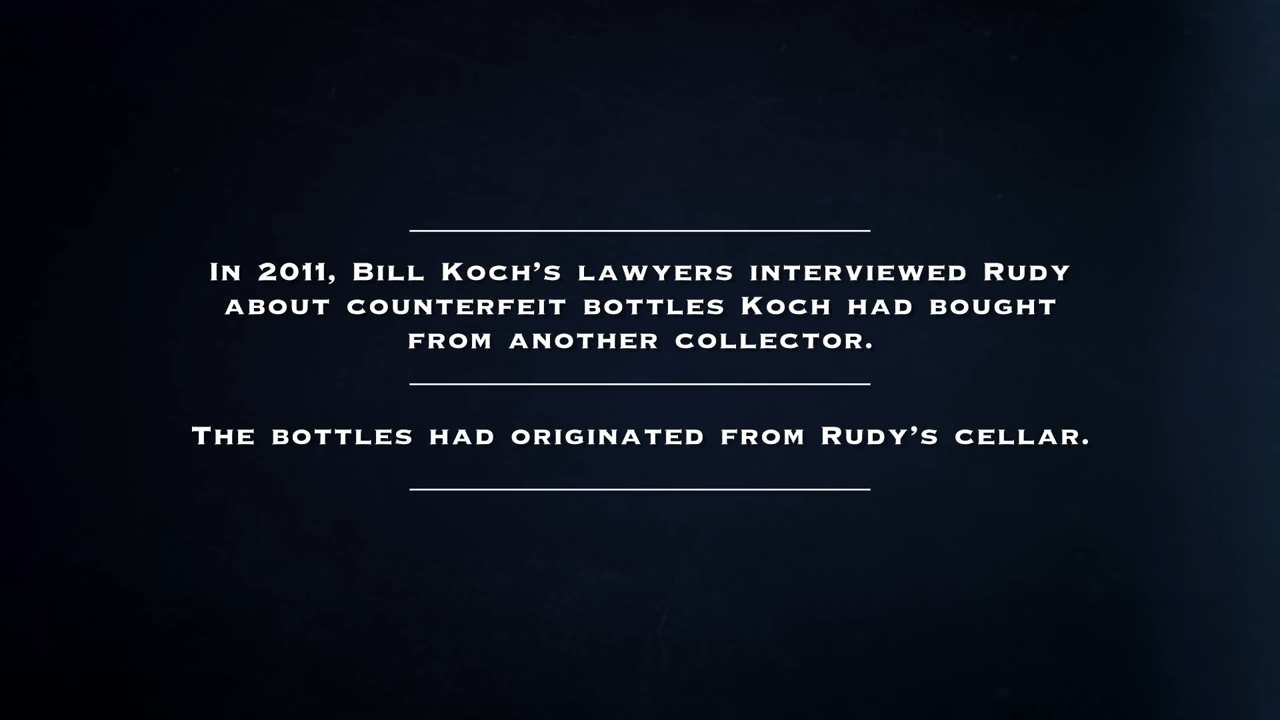 In 2011, Bill Koch’s lawyers interviewed Rudy
about counterfeit bottles Koch had bought
from another collector.
The bottles had originated from Rudy’s cellar.